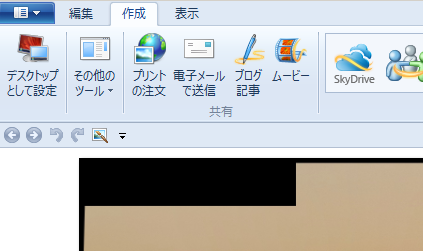 編集 作成 表示
デスクトップ
として設定
その他の
ツール
プリント
の注文
電子メール
で送信
ブログ
記事
ムービー
SkyDrive
共有